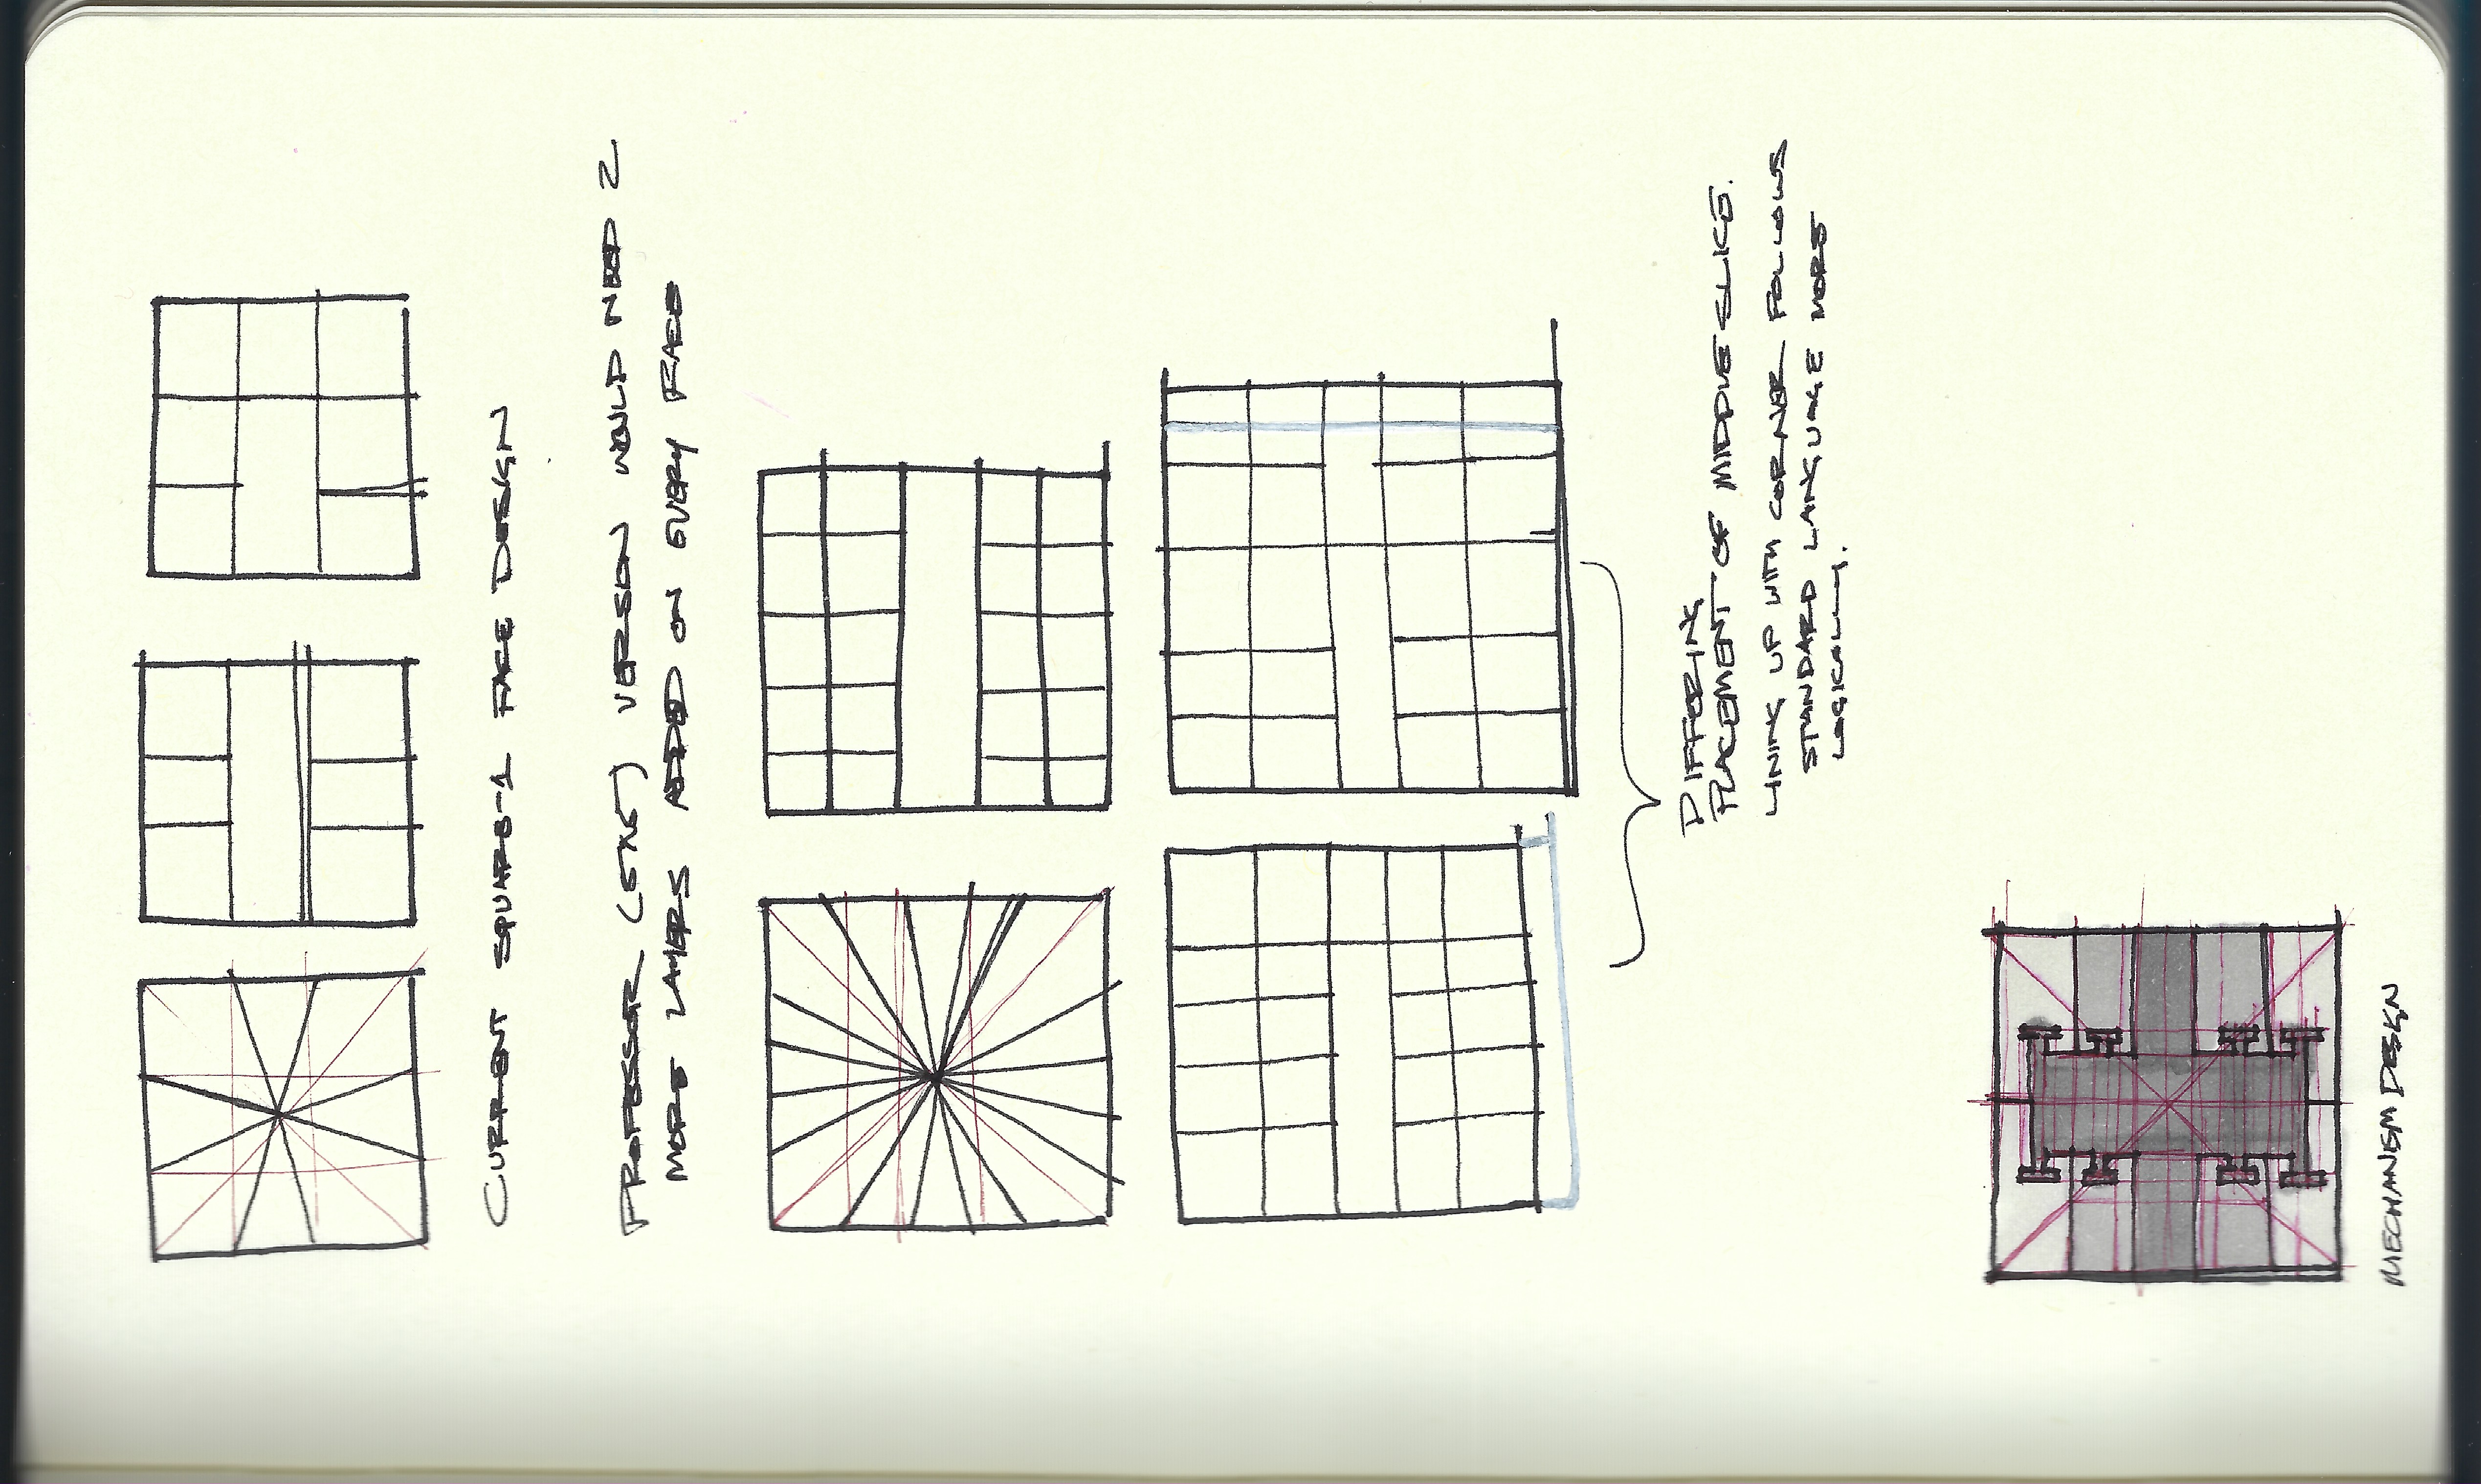 CURRENT SQUARE-1 FACE DESIGN
PROFESSOR (5X5) VERSION WOULD NEED 2
MORE LAYERS ADDED ON EVERY FACE
DIFFERING
PLACEMENT OF MIDDLE SLICE.
LINING UP WITH CORNER FOLLOWS
STANDARD LANGUAGE MORE
LOGICALLY.
MECHANISM DESIGN